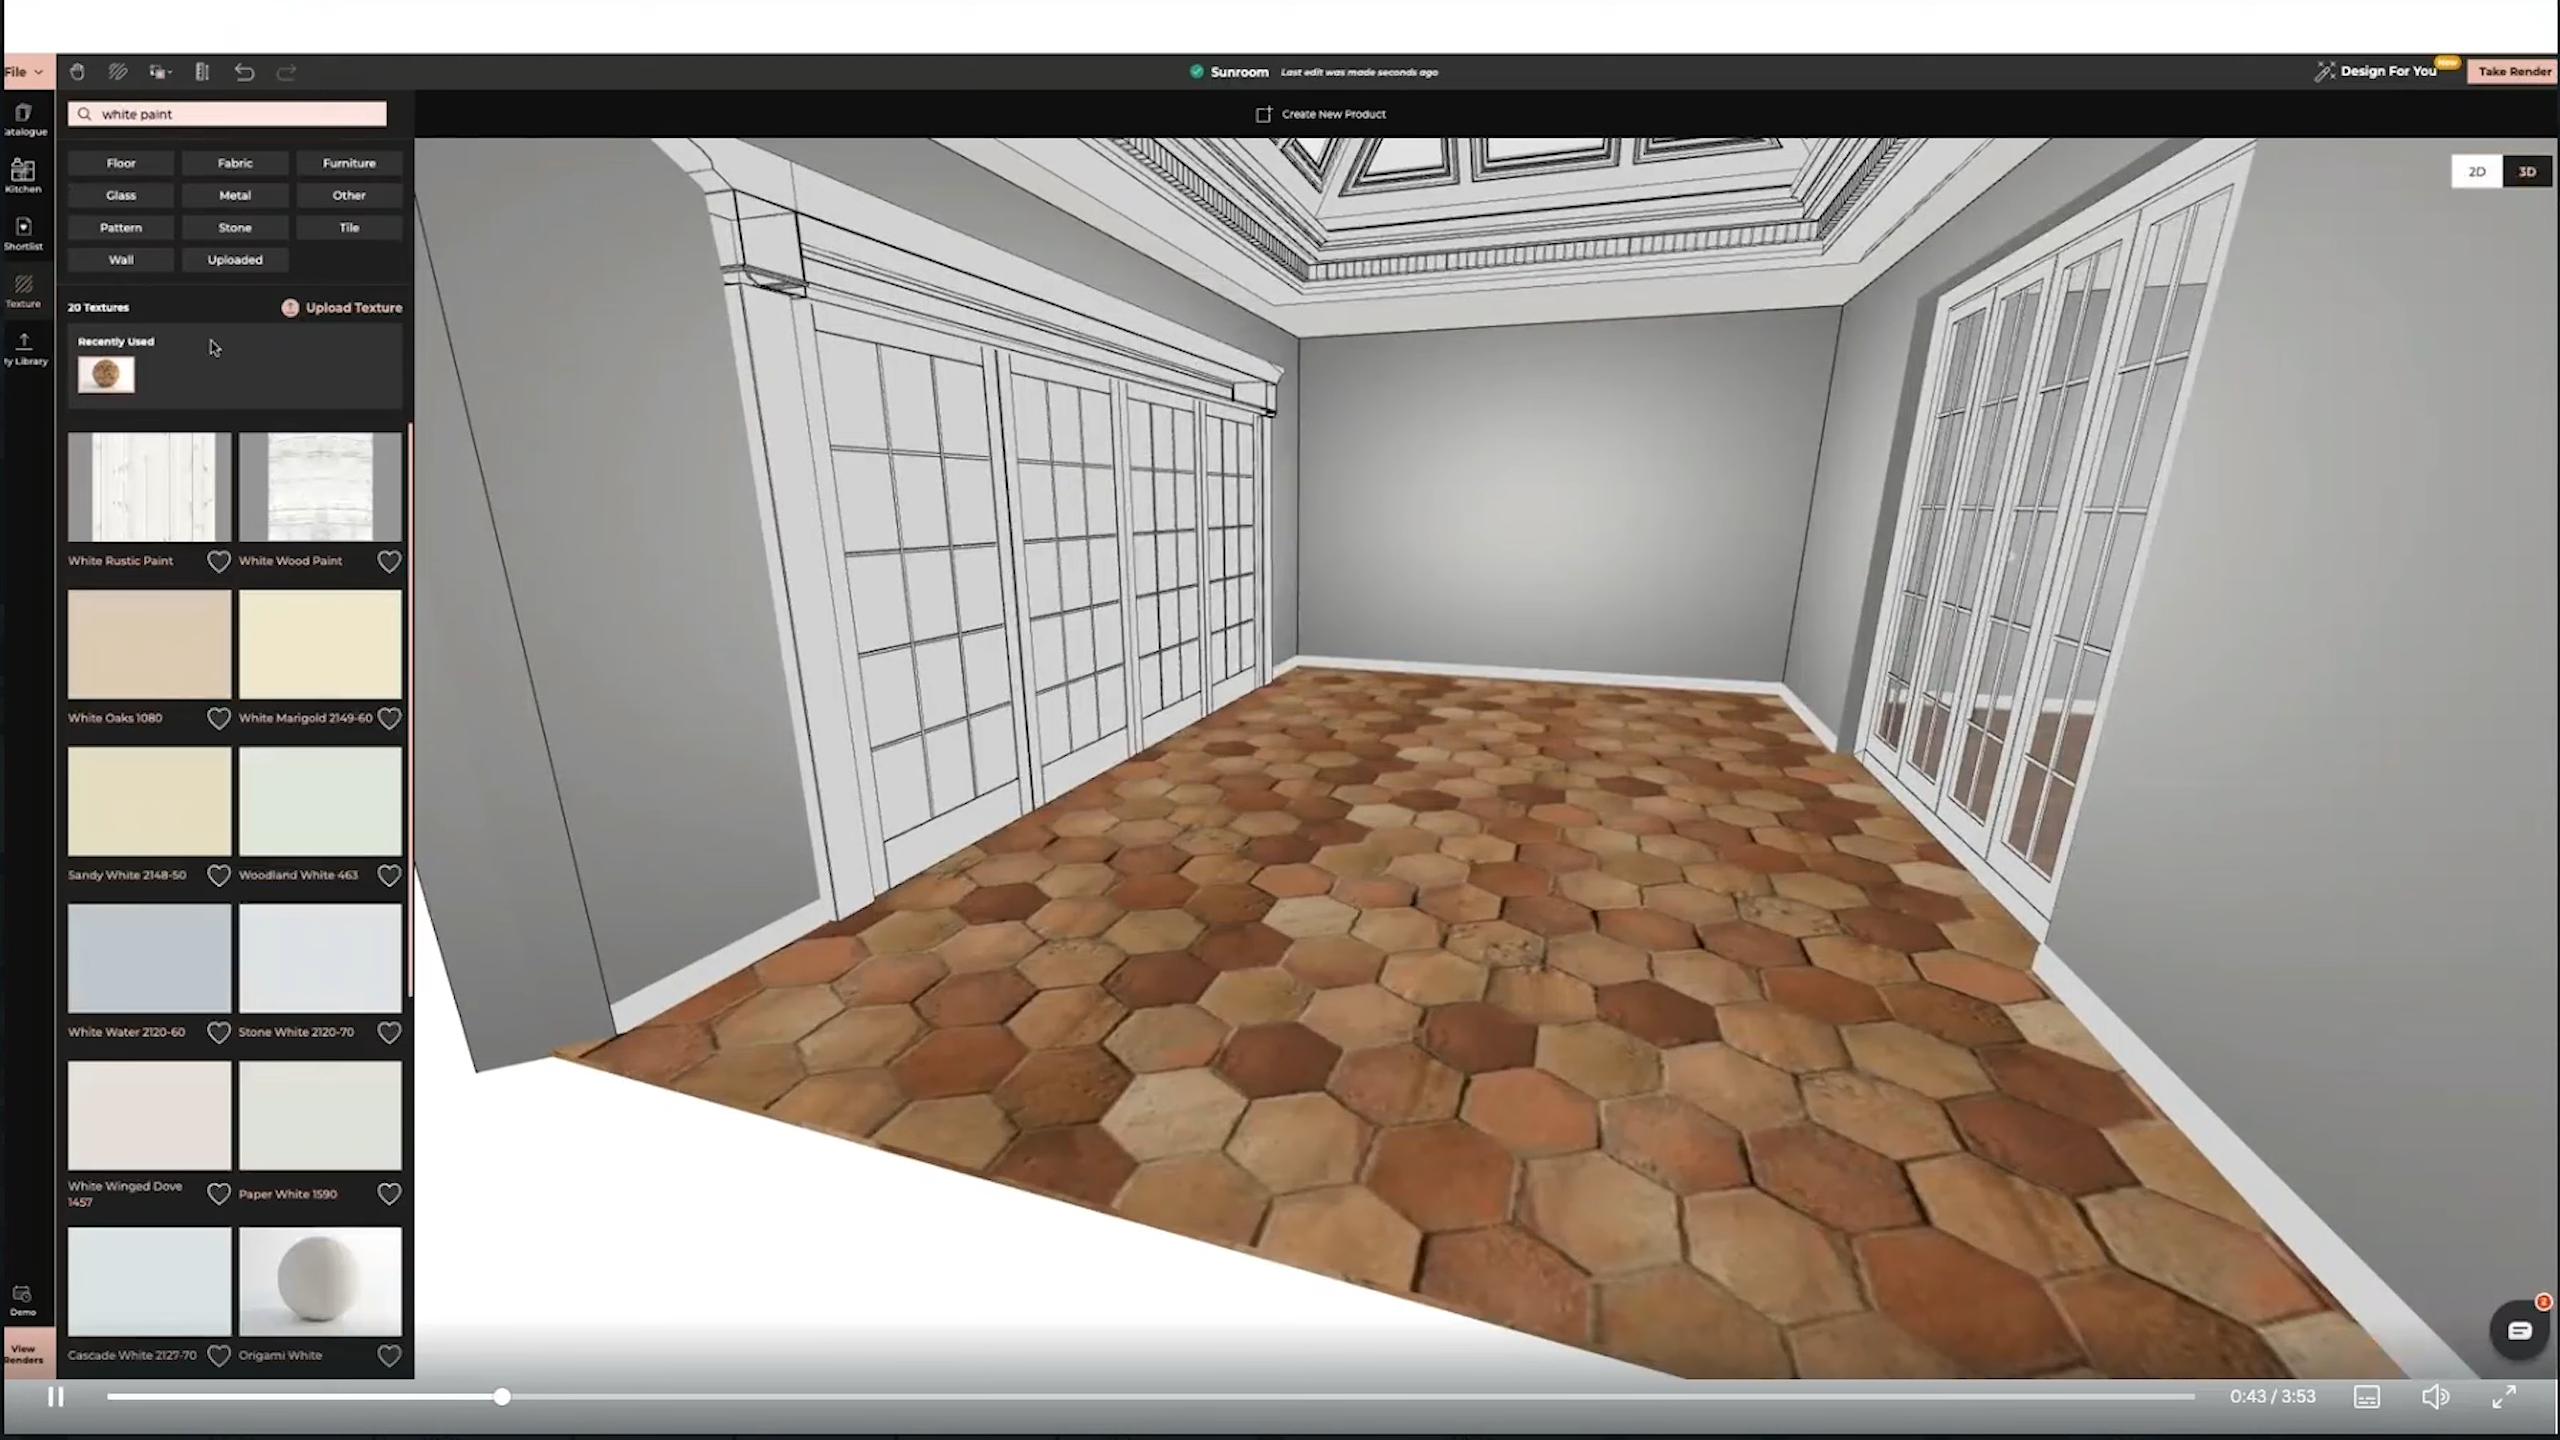 File
Sunroom Last edit was made seconds ago
Design For You
New
Take Render
white paint
Create New Product
atalogue
Kitchen
Shortlist
Texture
y Library
Floor
Fabric
Furniture
Glass
Metal
Other
Pattern
Stone
Tile
Wall
Uploaded
20 Textures
Upload Texture
Recently Used
White Rustic Paint
White Wood Paint
White Oaks 1080
White Marigold 2149-60
Sandy White 2148-50
Woodland White 463
White Water 2120-60
Stone White 2120-70
White Winged Dove
1457
Paper White 1590
Cascade White 2127-70
Origami White
2D
3D
Demo
View
Renders
2
0:43 / 3:53